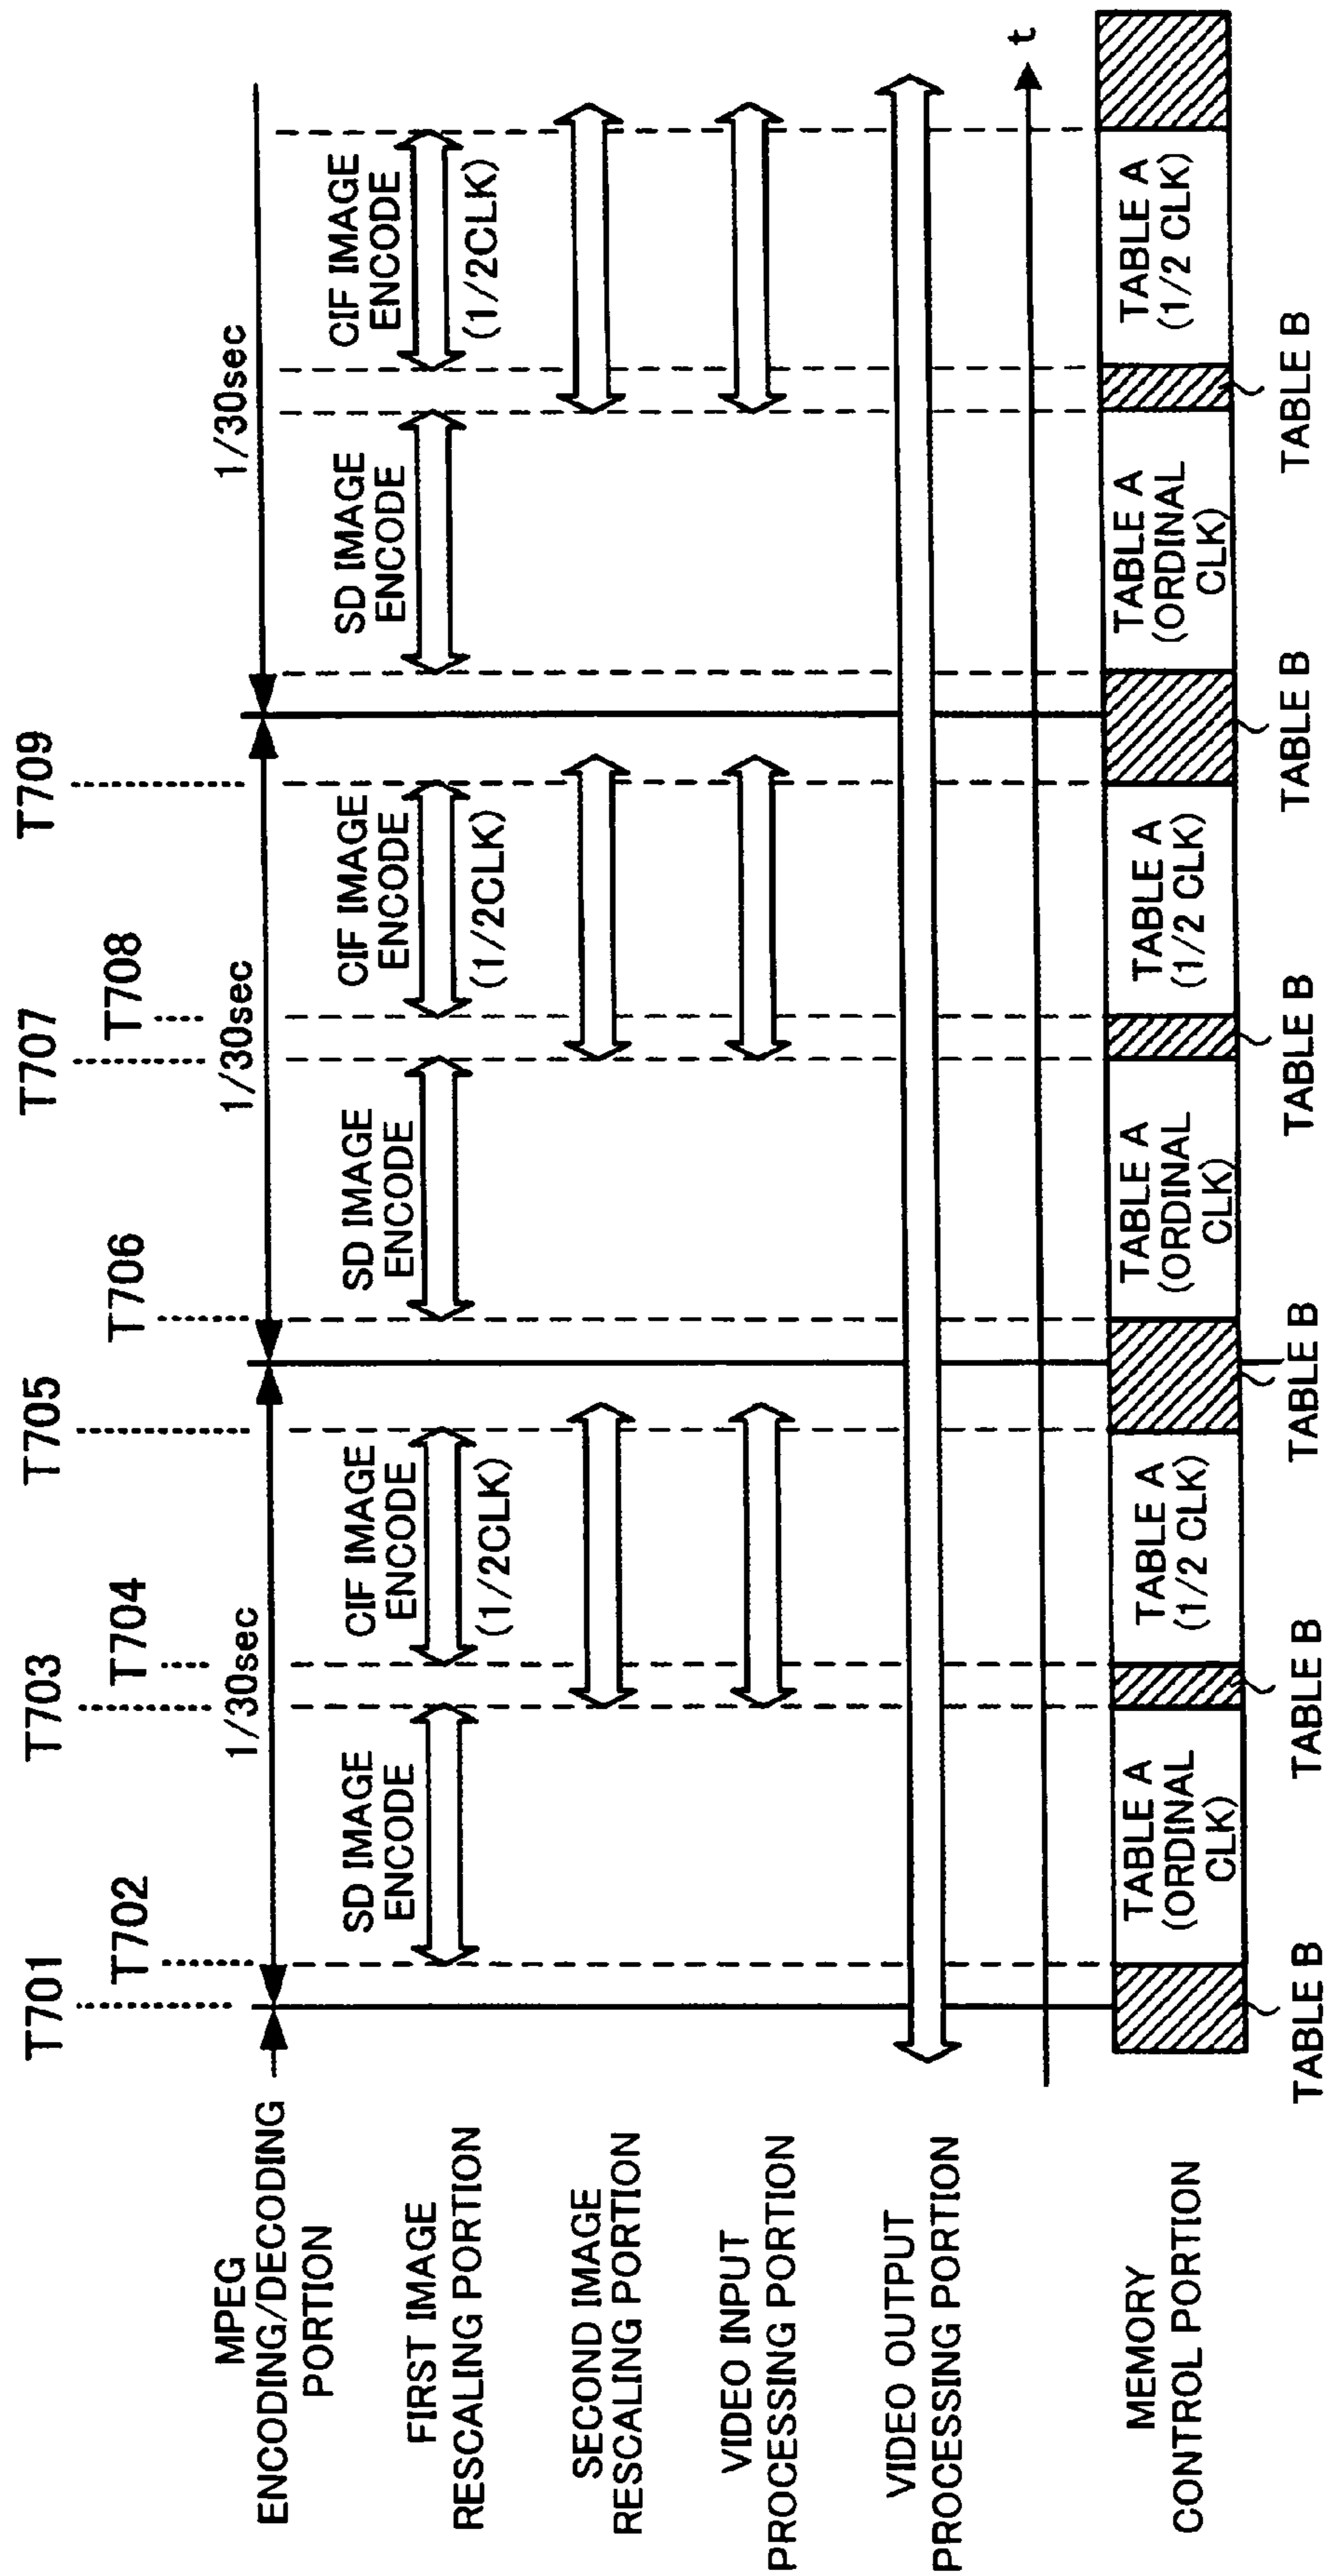 T701
T702
T703
T704
T705
T706
T707
T708
T709
MPEG
ENCODING/DECODING
PORTION
1/30sec
1/30sec
1/30sec
FIRST IMAGE
RESCALING PORTION
SD IMAGE
ENCODE
CIF IMAGE
ENCODE
(1/2CLK)
SD IMAGE
ENCODE
CIF IMAGE
ENCODE
(1/2CLK)
SD IMAGE
ENCODE
CIF IMAGE
ENCODE
(1/2CLK)
SECOND IMAGE
RESCALING PORTION
VIDEO INPUT
PROCESSING PORTION
VIDEO OUTPUT
PROCESSING PORTION
t
MEMORY
CONTROL PORTION
TABLE A
(ORDINAL
CLK)
TABLE A
(1/2 CLK)
TABLE A
(ORDINAL
CLK)
TABLE A
(1/2 CLK)
TABLE A
(ORDINAL
CLK)
TABLE A
(1/2 CLK)
TABLE B
TABLE B
TABLE B
TABLE B
TABLE B
TABLE B